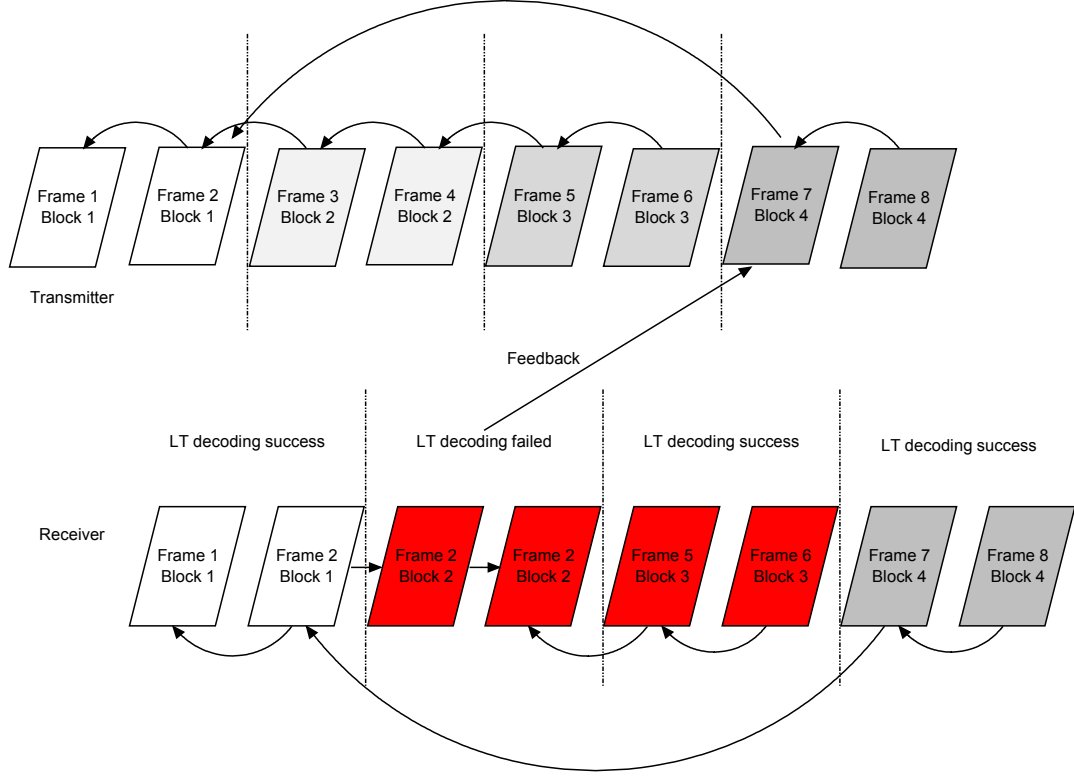 Frame 1
Block 1
Frame 2
Block 1
Frame 3
Block 2
Frame 4
Block 2
Frame 5
Block 3
Frame 6
Block 3
Frame 7
Block 4
Frame 8
Block 4
Transmitter
Feedback
LT decoding success
LT decoding failed
LT decoding success
LT decoding success
Receiver
Frame 1
Block 1
Frame 2
Block 1
Frame 2
Block 2
Frame 2
Block 2
Frame 5
Block 3
Frame 6
Block 3
Frame 7
Block 4
Frame 8
Block 4